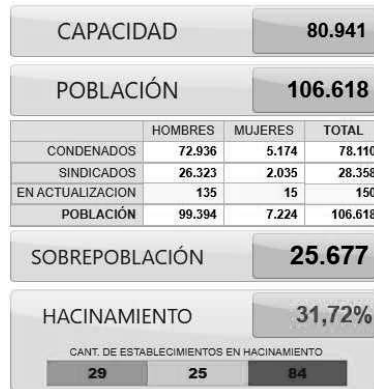 CAPACIDAD 80.941
POBLACIÓN 106.618
HOMBRES MUJERES TOTAL
CONDENADOS 72.936 5.174 78.110
SINDICADOS 26.323 2.035 28.358
EN ACTUALIZACION 135 15 150
POBLACIÓN 99.394 7.224 106.618
SOBREPOBLACIÓN 25.677
HACINAMIENTO 31,72%
CANT. DE ESTABLECIMIENTOS EN HACINAMIENTO
29 25 84